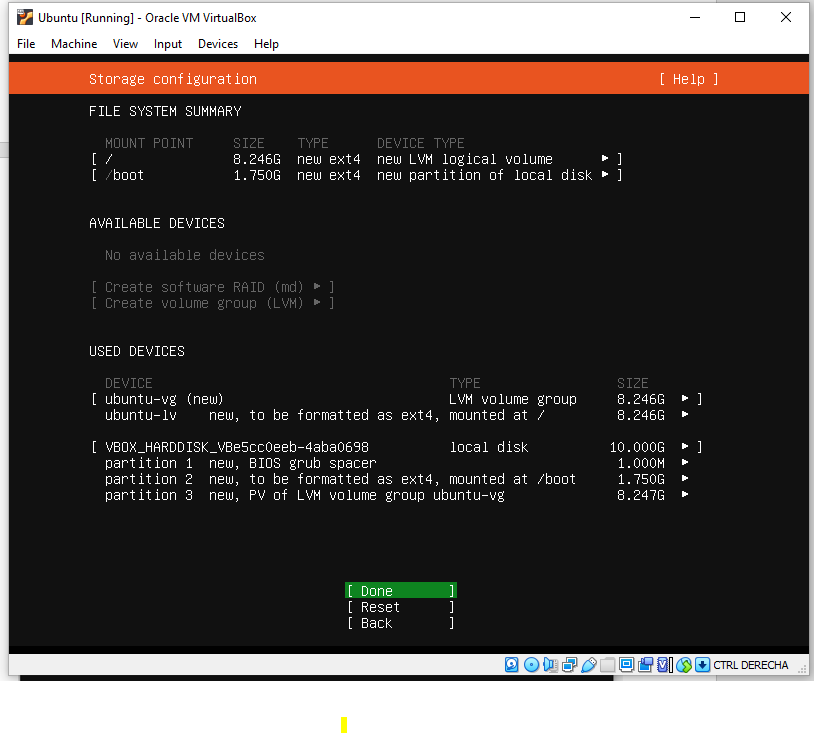 Ubuntu [Running] - Oracle VM VirtualBox
File Machine View Input Devices Help
Storage configuration [ Help ]
FILE SYSTEM SUMMARY
MOUNT POINT SIZE TYPE DEVICE TYPE
[ / 8.246G new ext4 new LVM logical volume ▸ ]
[ /boot 1.750G new ext4 new partition of local disk ▸ ]
AVAILABLE DEVICES
No available devices
[ Create software RAID (md) ▸ ]
[ Create volume group (LVM) ▸ ]
USED DEVICES
DEVICE TYPE SIZE
[ ubuntu-vg (new) LVM volume group 8.246G ▸ ]
ubuntu-lv new, to be formatted as ext4, mounted at / 8.246G ▸
[ VBOX_HARDDISK_VBe5cc0eeb-4aba0698 local disk 10.000G ▸ ]
partition 1 new, BIOS grub spacer 1.000M ▸
partition 2 new, to be formatted as ext4, mounted at /boot 1.750G ▸
partition 3 new, PV of LVM volume group ubuntu-vg 8.247G ▸
[ Done ]
[ Reset ]
[ Back ]
CTRL DERECHA